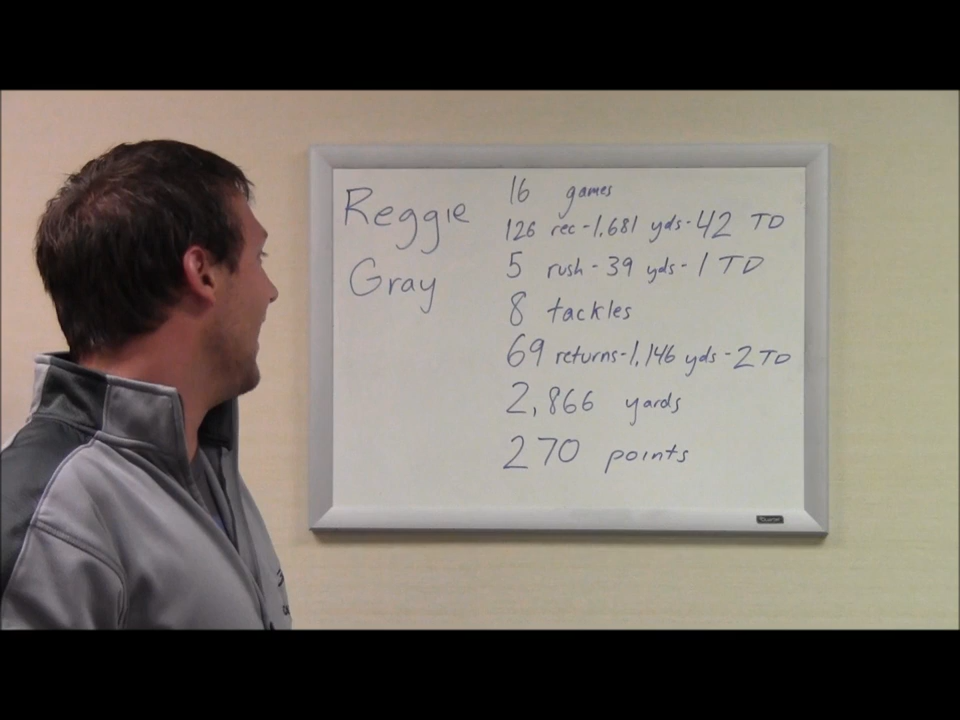 Reggie
Gray
16 games
126 rec-1,681 yds-42 TD
5 rush-39 yds-1 TD
8 tackles
69 returns-1,146 yds-2 TD
2,866 yards
270 points